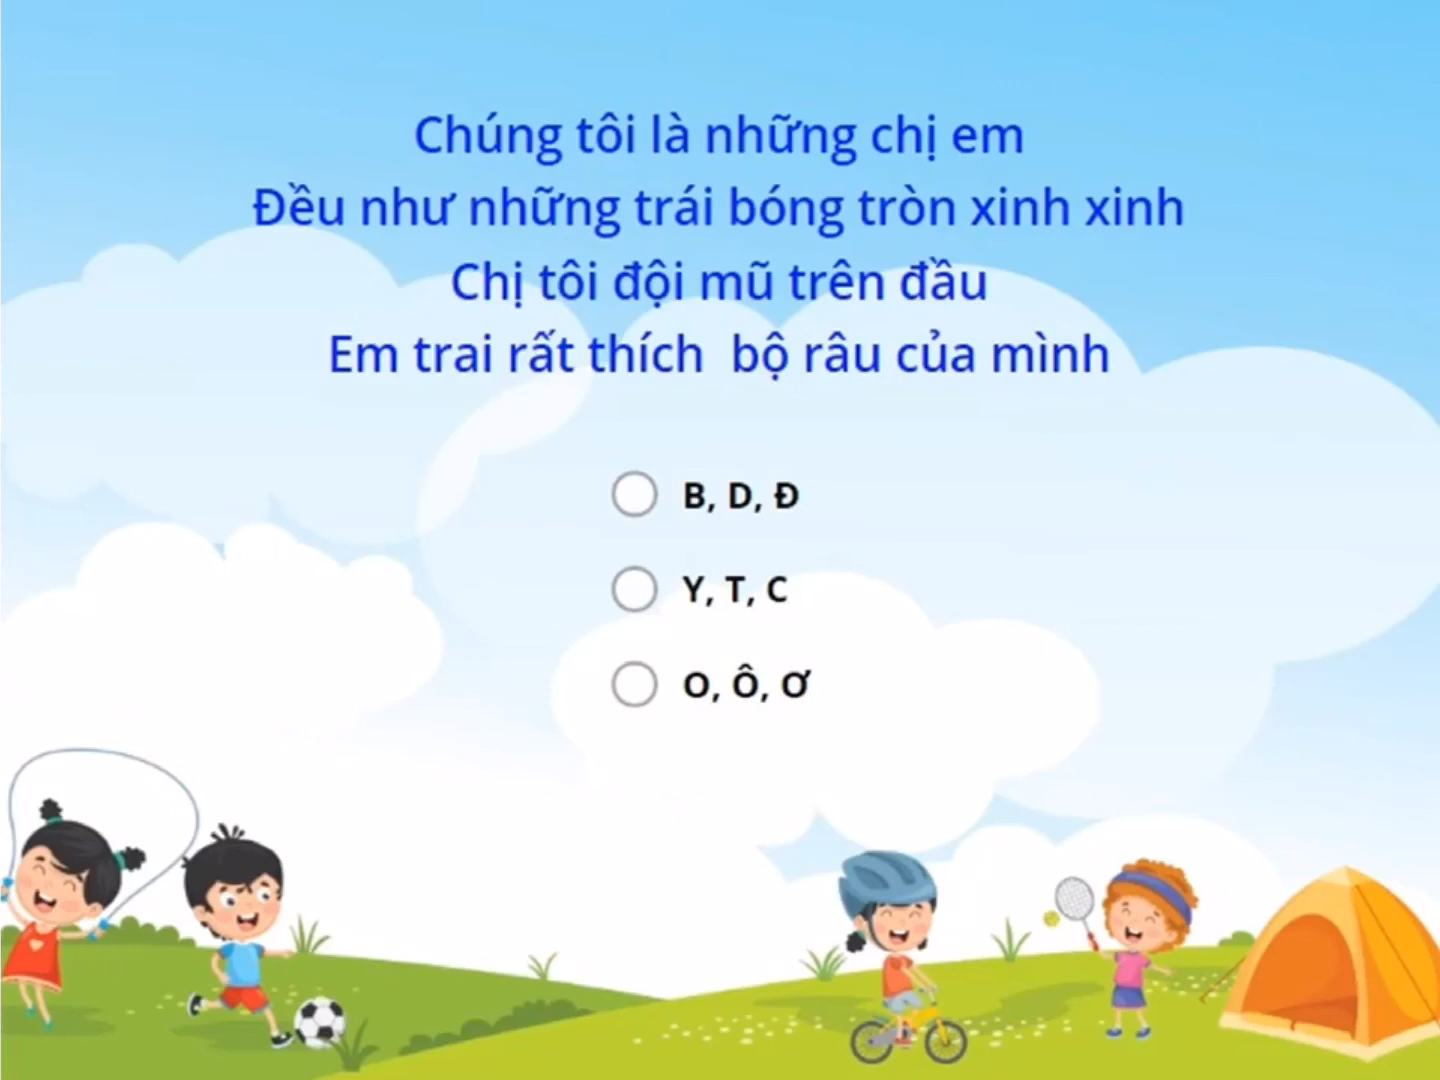 Chúng tôi là những chị em
Đều như những trái bóng tròn xinh xinh
Chị tôi đội mũ trên đầu
Em trai rất thích bộ râu của mình
B, D, Đ
Y, T, C
O, Ô, Ơ